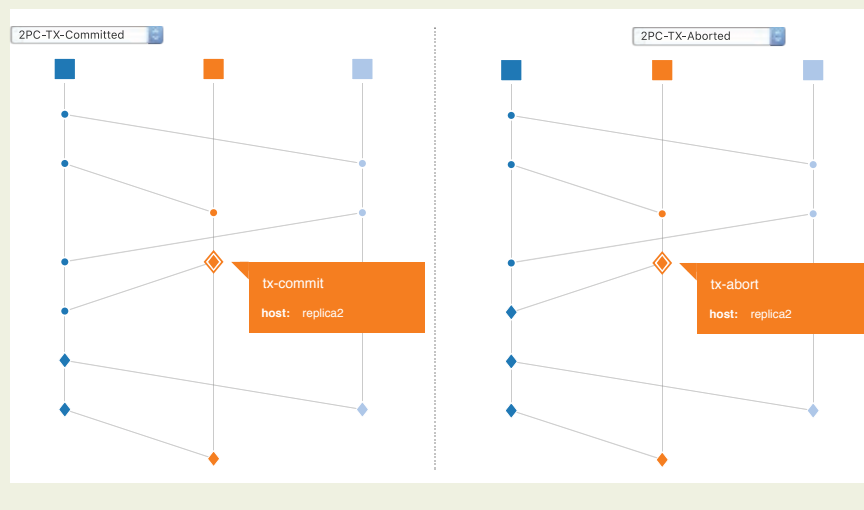 2PC-TX-Committed
2PC-TX-Aborted
tx-commit
host: replica2
tx-abort
host: replica2